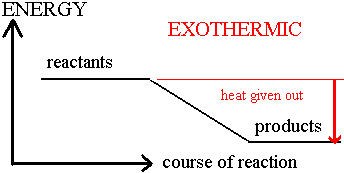 ENERGY
EXOTHERMIC
reactants
heat given out
products
course of reaction